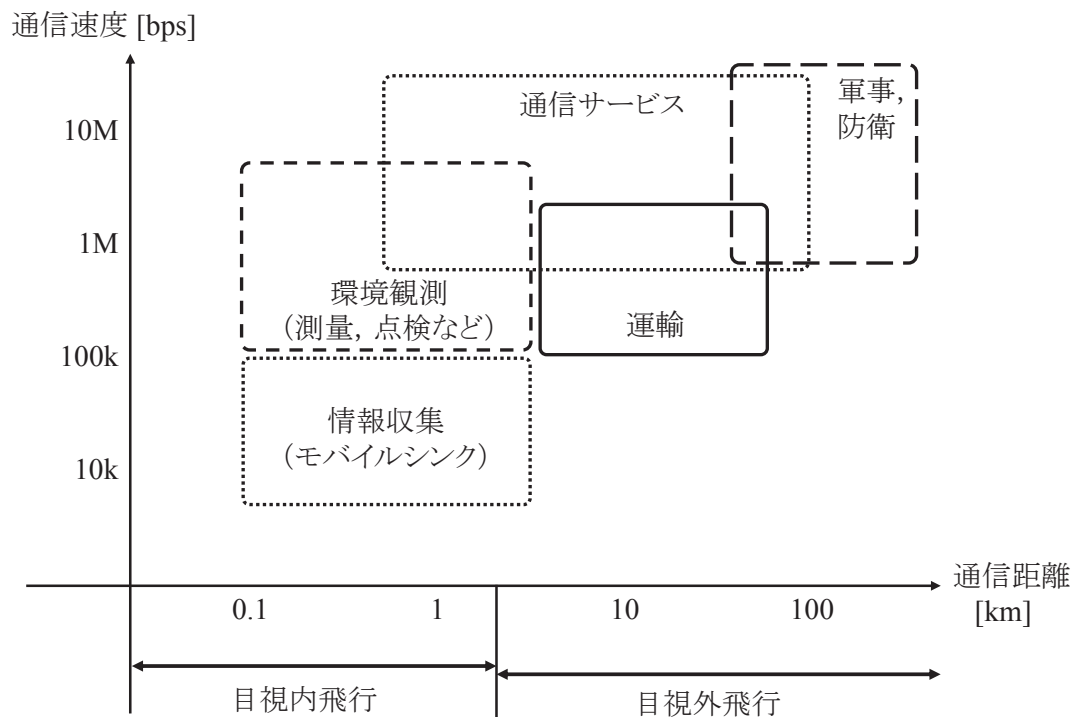 通信速度 [bps]
通信サービス
軍事,
防衛
10M
1M
環境観測
（測量, 点検など）
運輸
100k
情報収集
（モバイルシンク）
10k
通信距離
[km]
0.1
1
10
100
目視内飛行
目視外飛行